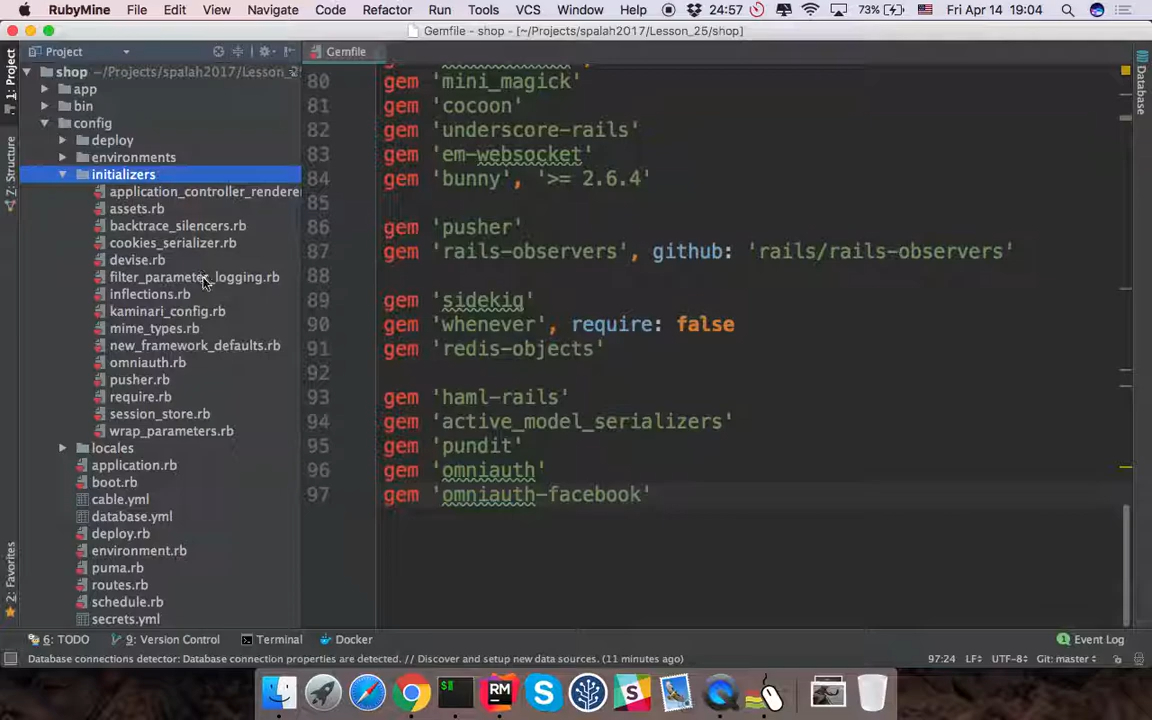 RubyMine File Edit View Navigate Code Refactor Run Tools VCS Window Help 24:57 73% Fri Apr 14 19:04
Gemfile - shop - [~/Projects/spalah2017/Lesson_25/shop]
Project
Gemfile
1: Project
Z: Structure
2: Favorites
Database
shop ~/Projects/spalah2017/Lesson_2
app
bin
config
deploy
environments
initializers
application_controller_rendere
assets.rb
backtrace_silencers.rb
cookies_serializer.rb
devise.rb
filter_parameter_logging.rb
inflections.rb
kaminari_config.rb
mime_types.rb
new_framework_defaults.rb
omniauth.rb
pusher.rb
require.rb
session_store.rb
wrap_parameters.rb
locales
application.rb
boot.rb
cable.yml
database.yml
deploy.rb
environment.rb
puma.rb
routes.rb
schedule.rb
secrets.yml
80 gem 'mini_magick'
81 gem 'cocoon'
82 gem 'underscore-rails'
83 gem 'em-websocket'
84 gem 'bunny', '>= 2.6.4'
85
86 gem 'pusher'
87 gem 'rails-observers', github: 'rails/rails-observers'
88
89 gem 'sidekiq'
90 gem 'whenever', require: false
91 gem 'redis-objects'
92
93 gem 'haml-rails'
94 gem 'active_model_serializers'
95 gem 'pundit'
96 gem 'omniauth'
97 gem 'omniauth-facebook'
6: TODO 9: Version Control Terminal Docker 1 Event Log
Database connections detector: Database connection properties are detected. // Discover and setup new data sources. (11 minutes ago) 97:24 LF÷ UTF-8÷ Git: master÷
RM